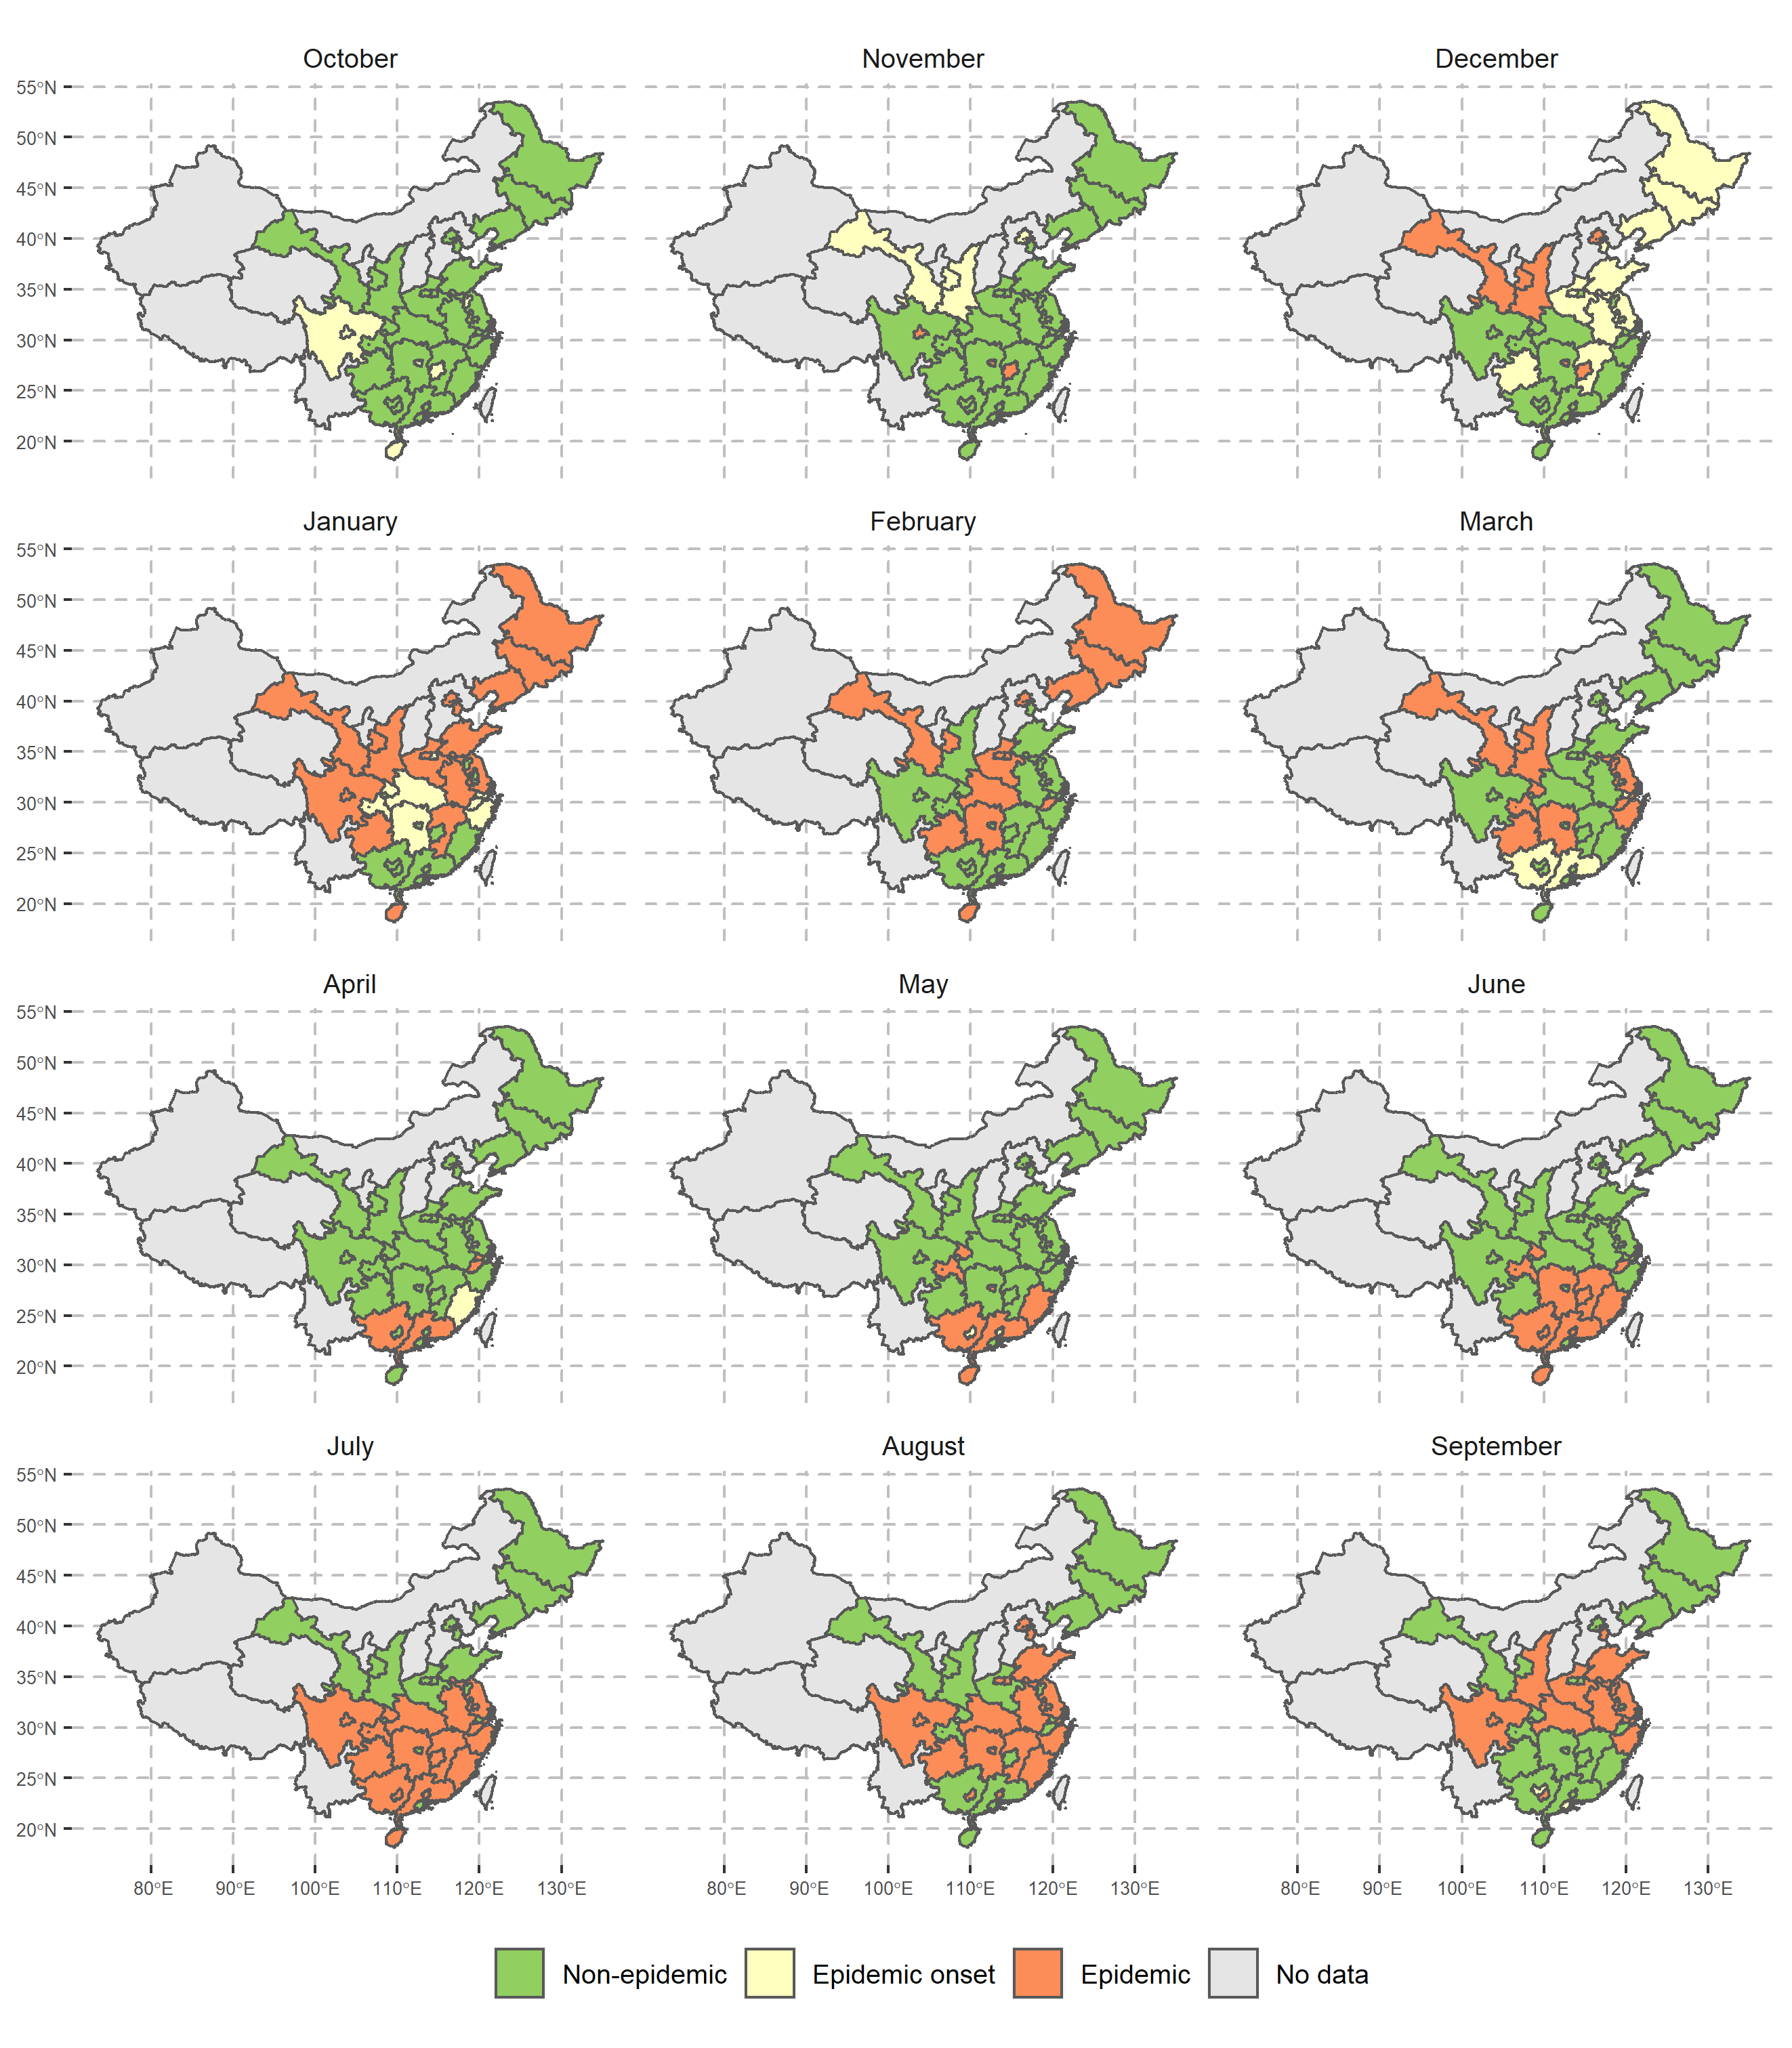 October November December
55°N
50°N
45°N
40°N
35°N
30°N
25°N
20°N
January February March
55°N
50°N
45°N
40°N
35°N
30°N
25°N
20°N
April May June
55°N
50°N
45°N
40°N
35°N
30°N
25°N
20°N
July August September
55°N
50°N
45°N
40°N
35°N
30°N
25°N
20°N
80°E 90°E 100°E 110°E 120°E 130°E 80°E 90°E 100°E 110°E 120°E 130°E 80°E 90°E 100°E 110°E 120°E 130°E
Non-epidemic Epidemic onset Epidemic No data